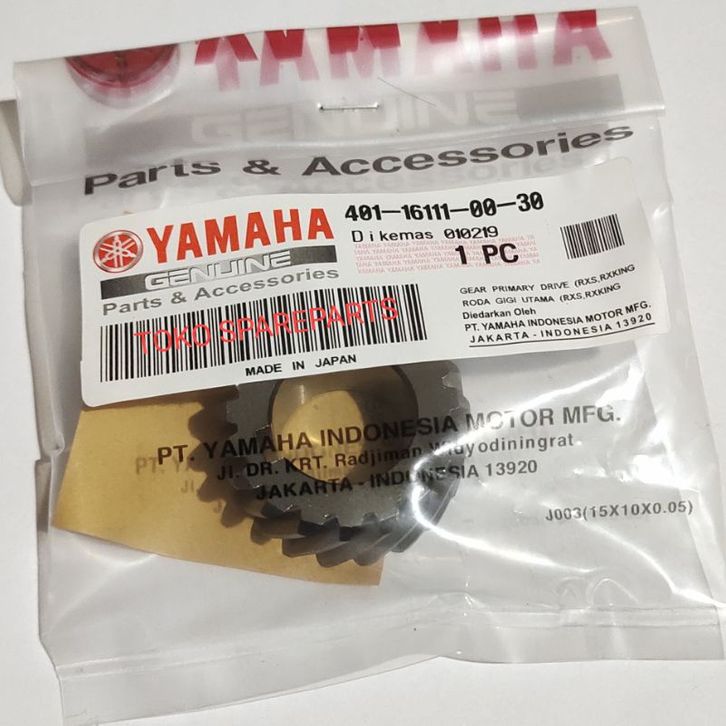 YAMAHA
GENUINE
Parts & Accessories
YAMAHA
GENUINE
Parts & Accessories
401-16111-00-30
Dikemas 010219
1 PC
GEAR PRIMARY DRIVE (RXS,RXKING
RODA GIGI UTAMA (RXS,RXKING
Diedarkan Oleh
PT. YAMAHA INDONESIA MOTOR MFG.
JAKARTA - INDONESIA 13920
TOKO SPAREPARTS
MADE IN JAPAN
PT. YAMAHA INDONESIA MOTOR MFG.
Jl. DR. KRT. Radjiman widyodiningrat
JAKARTA - INDONESIA 13920
J003(15X10X0.05)